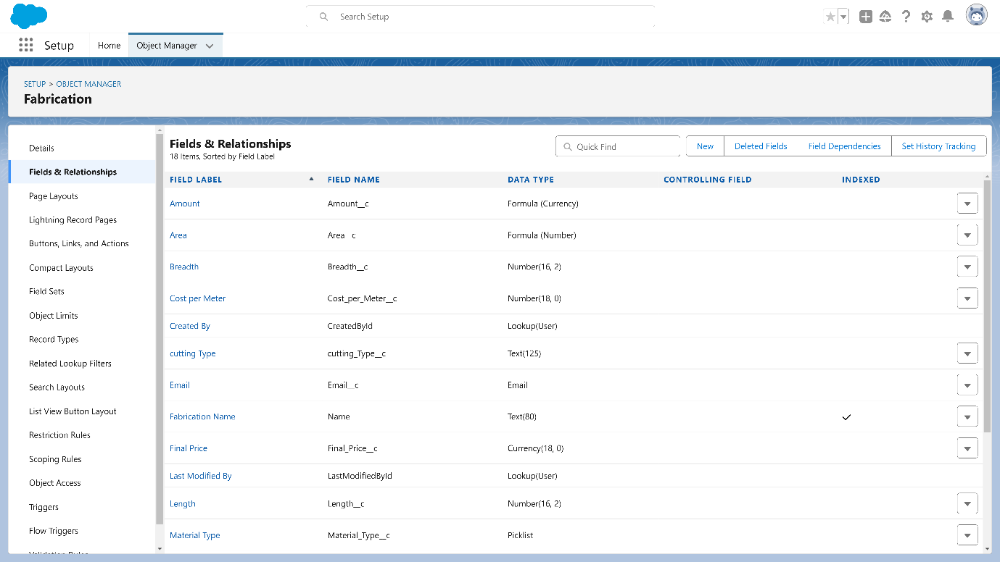 Search Setup
Setup
Home
Object Manager
SETUP > OBJECT MANAGER
Fabrication
Details
Fields & Relationships
Page Layouts
Lightning Record Pages
Buttons, Links, and Actions
Compact Layouts
Field Sets
Object Limits
Record Types
Related Lookup Filters
Search Layouts
List View Button Layout
Restriction Rules
Scoping Rules
Object Access
Triggers
Flow Triggers
Fields & Relationships
18 Items, Sorted by Field Label
Quick Find
New
Deleted Fields
Field Dependencies
Set History Tracking
FIELD LABEL FIELD NAME DATA TYPE CONTROLLING FIELD INDEXED
Amount Amount__c Formula (Currency)
Area Area__c Formula (Number)
Breadth Breadth__c Number(16, 2)
Cost per Meter Cost_per_Meter__c Number(18, 0)
Created By CreatedById Lookup(User)
cutting Type cutting_Type__c Text(125)
Email Email__c Email
Fabrication Name Name Text(80)
Final Price Final_Price__c Currency(18, 0)
Last Modified By LastModifiedById Lookup(User)
Length Length__c Number(16, 2)
Material Type Material_Type__c Picklist